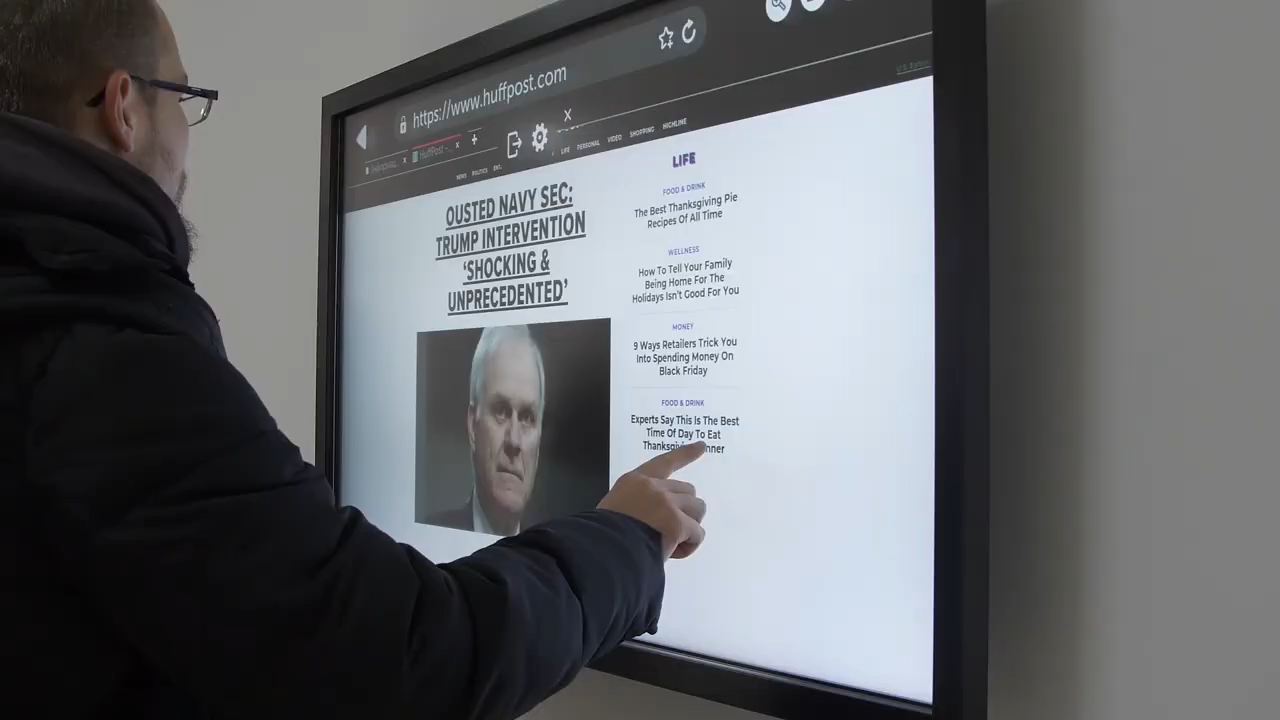 https://www.huffpost.com
HuffPost -
NEWS POLITICS
LIFE PERSONAL VIDEO SHOPPING HIGHLINE
OUSTED NAVY SEC:
TRUMP INTERVENTION
‘SHOCKING &
UNPRECEDENTED’
LIFE
FOOD & DRINK
The Best Thanksgiving Pie
Recipes Of All Time
WELLNESS
How To Tell Your Family
Being Home For The
Holidays Isn't Good For You
MONEY
9 Ways Retailers Trick You
Into Spending Money On
Black Friday
FOOD & DRINK
Experts Say This Is The Best
Time Of Day To Eat